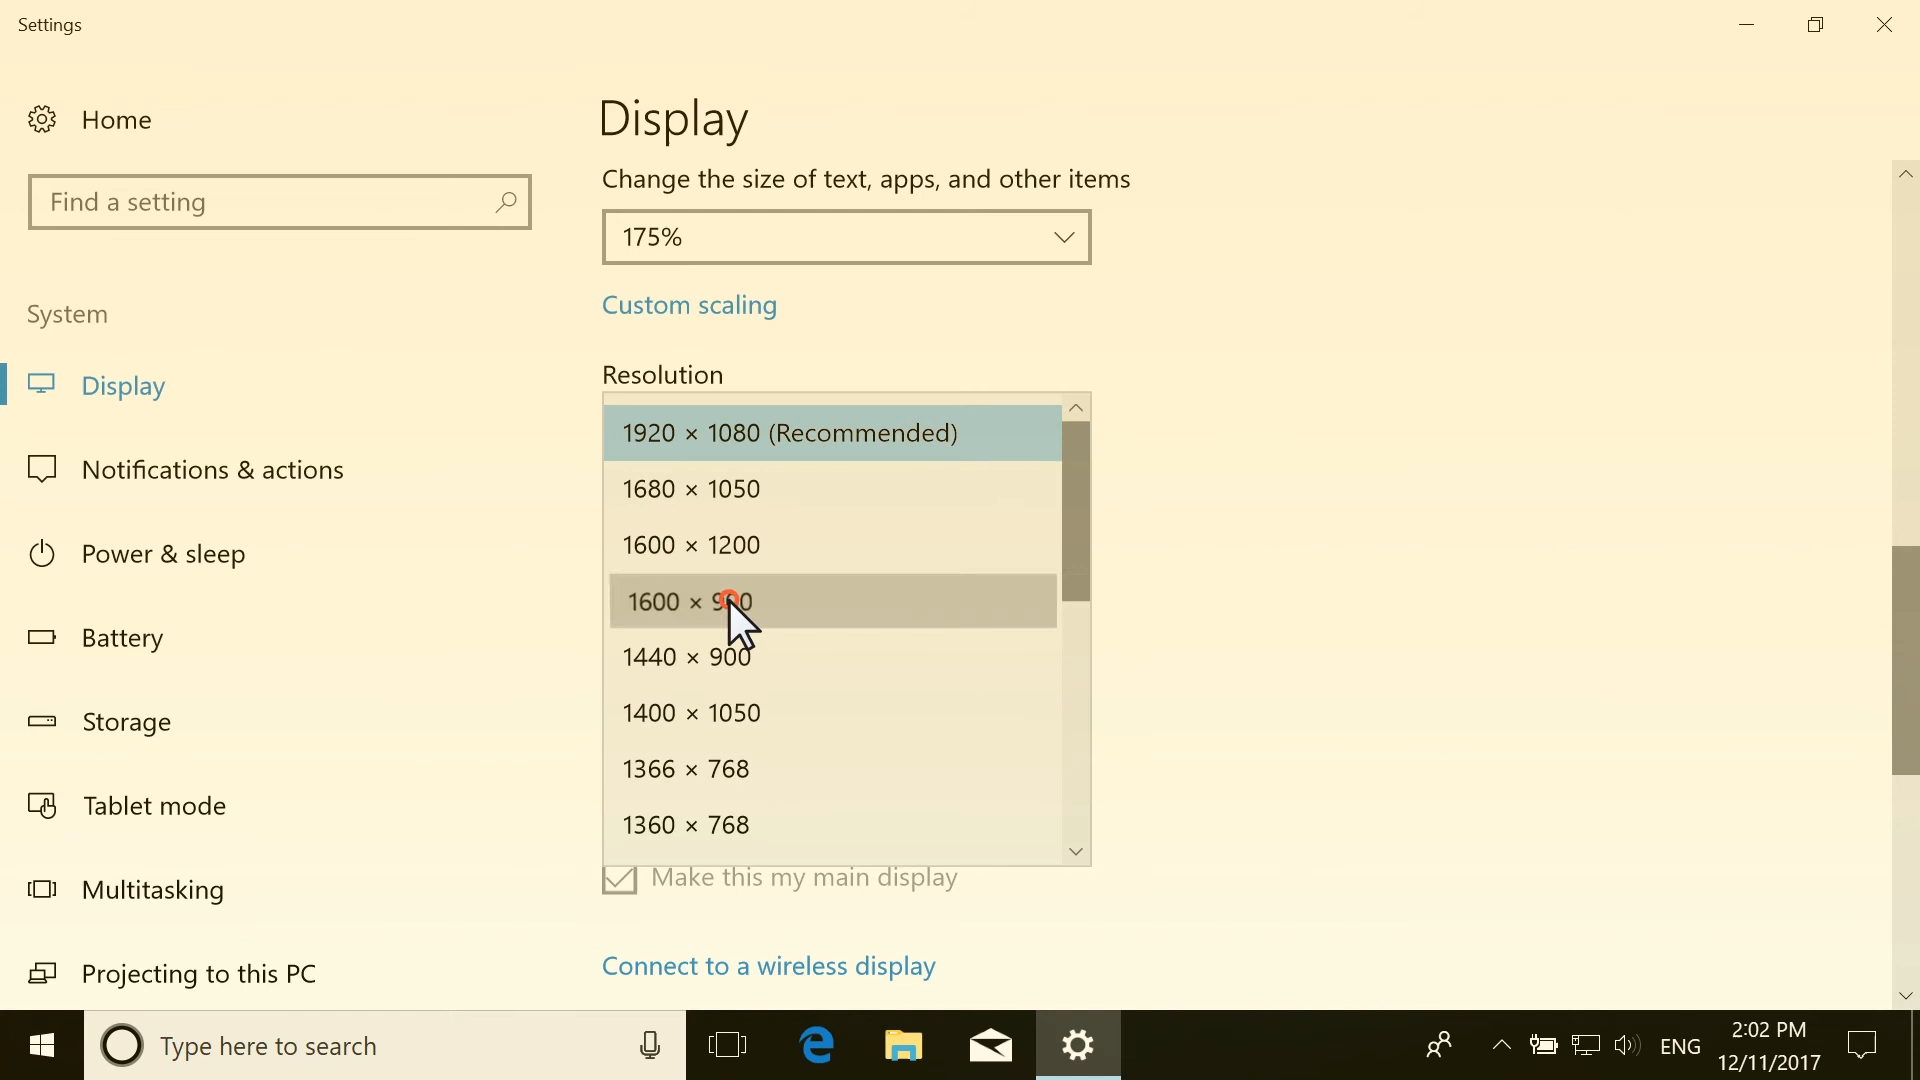 Settings
Home
Find a setting
System
Display
Notifications & actions
Power & sleep
Battery
Storage
Tablet mode
Multitasking
Projecting to this PC
Display
Change the size of text, apps, and other items
175%
Custom scaling
Resolution
1920 × 1080 (Recommended)
1680 × 1050
1600 × 1200
1600 ×
1440 × 900
1400 × 1050
1366 × 768
1360 × 768
Make this my main display
Connect to a wireless display
Type here to search
ENG
2:02 PM
12/11/2017